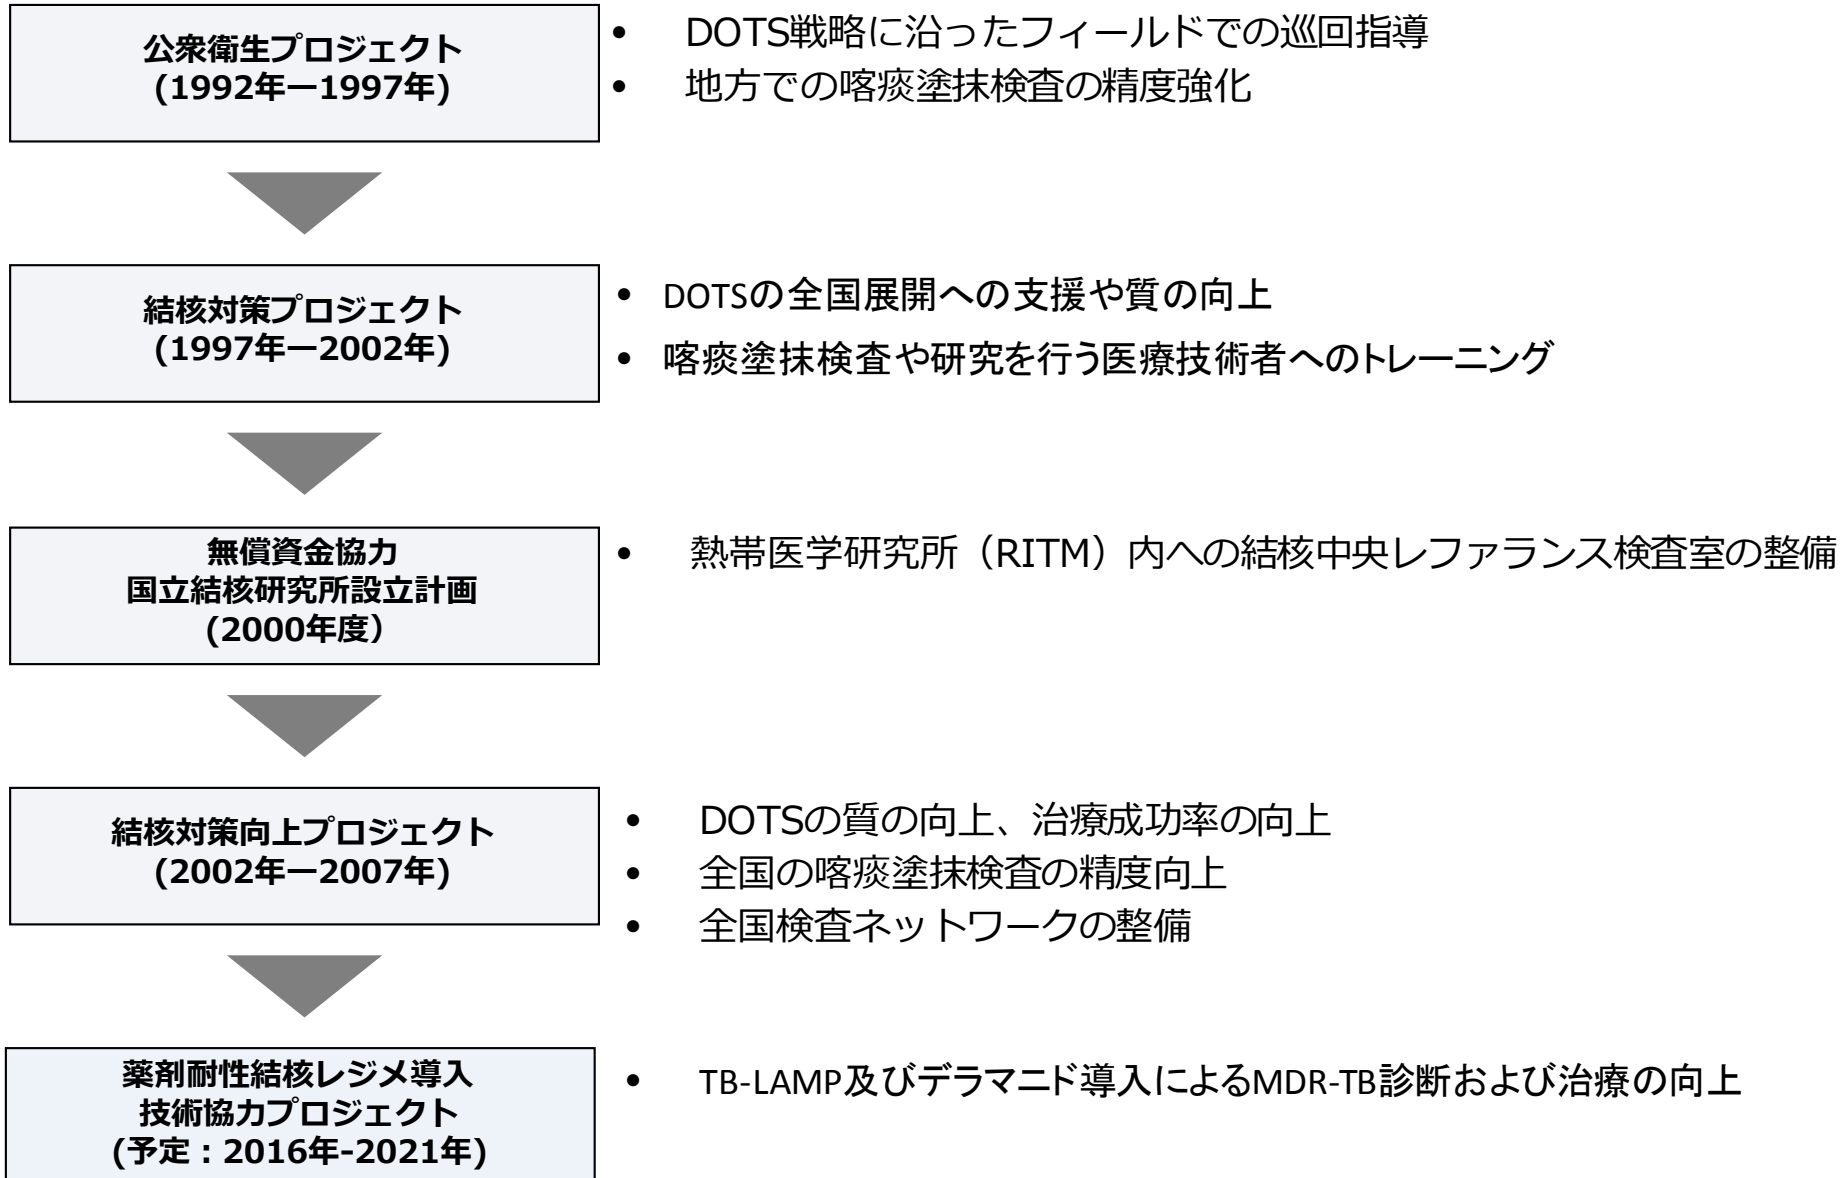 公衆衛生プロジェクト
(1992年ー1997年)
• DOTS戦略に沿ったフィールドでの巡回指導
• 地方での喀痰塗抹検査の精度強化
結核対策プロジェクト
(1997年ー2002年)
• DOTSの全国展開への支援や質の向上
• 喀痰塗抹検査や研究を行う医療技術者へのトレーニング
無償資金協力
国立結核研究所設立計画
(2000年度）
• 熱帯医学研究所（RITM）内への結核中央レファランス検査室の整備
結核対策向上プロジェクト
(2002年ー2007年)
• DOTSの質の向上、治療成功率の向上
• 全国の喀痰塗抹検査の精度向上
• 全国検査ネットワークの整備
薬剤耐性結核レジメ導入
技術協力プロジェクト
(予定：2016年-2021年)
• TB-LAMP及びデラマニド導入によるMDR-TB診断および治療の向上